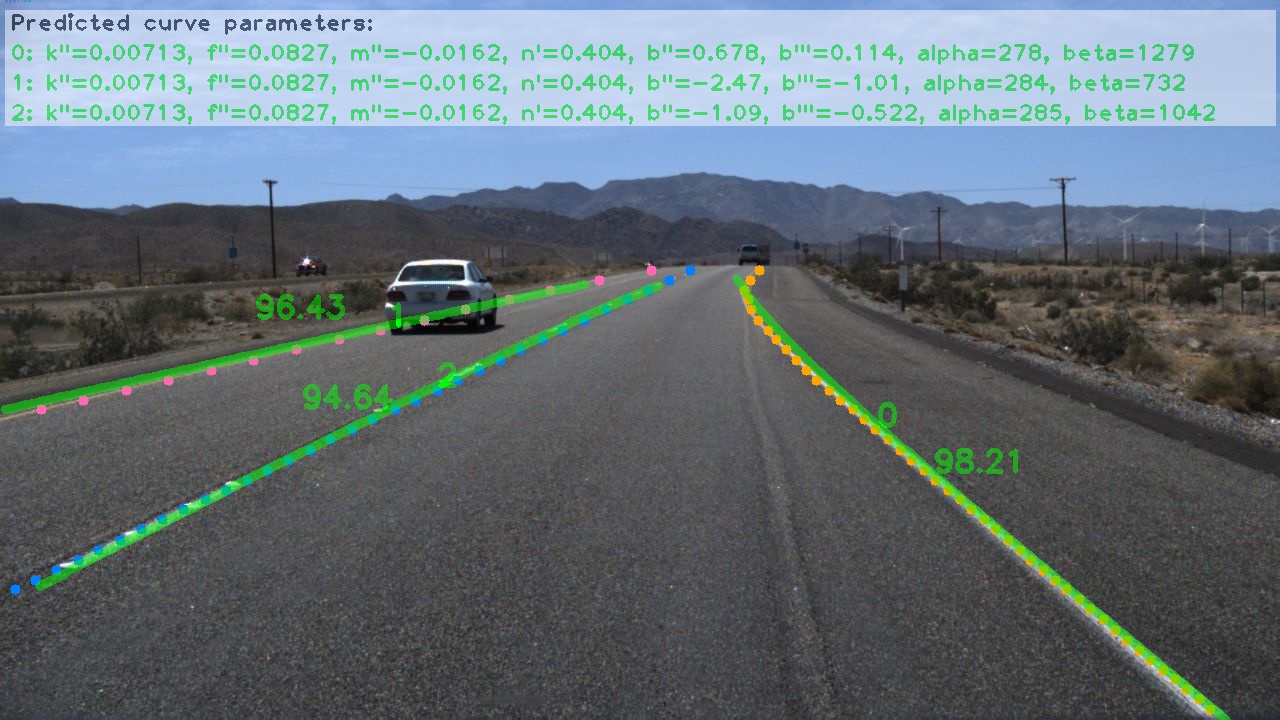 Predicted curve parameters:
0: k''=0.00713, f''=0.0827, m''=-0.0162, n'=0.404, b''=0.678, b'''=0.114, alpha=278, beta=1279
1: k''=0.00713, f''=0.0827, m''=-0.0162, n'=0.404, b''=-2.47, b'''=-1.01, alpha=284, beta=732
2: k''=0.00713, f''=0.0827, m''=-0.0162, n'=0.404, b''=-1.09, b'''=-0.522, alpha=285, beta=1042
96.43
1
2
94.64
0
98.21